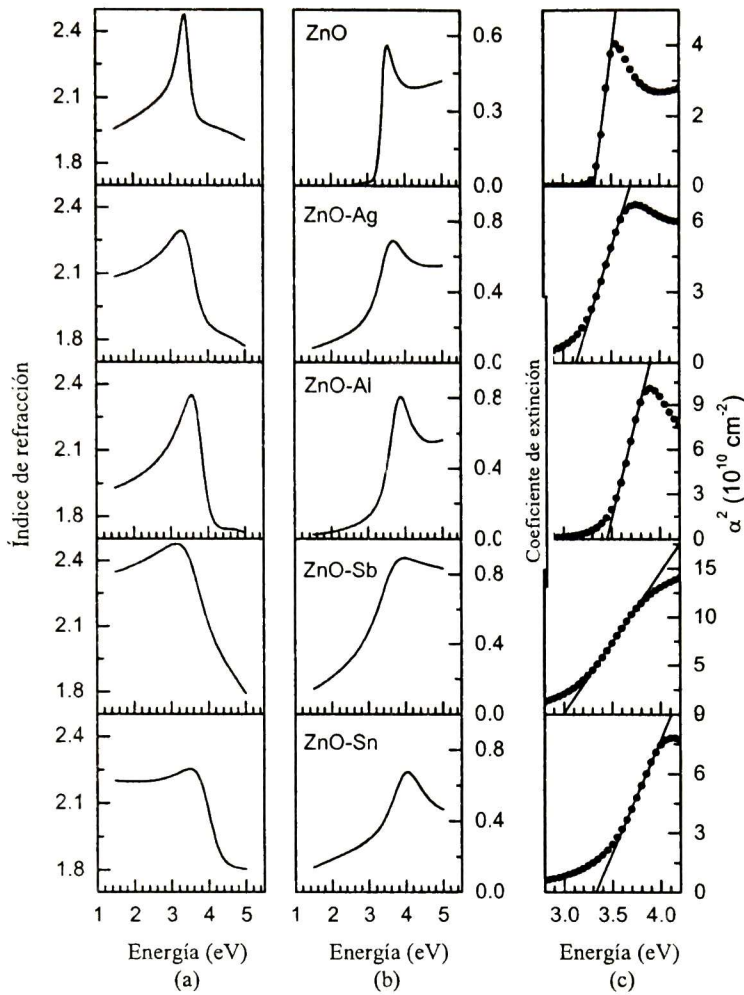 2.4
2.1
1.8
2.4
2.1
1.8
2.4
2.1
1.8
2.4
2.1
1.8
2.4
2.1
1.8
1 2 3 4 5
Índice de refracción
Energía (eV)
(a)
ZnO
0.6
0.3
0.0
ZnO-Ag
0.8
0.4
0.0
ZnO-Al
0.8
0.4
0.0
ZnO-Sb
0.8
0.4
0.0
ZnO-Sn
0.8
0.4
0.0
1 2 3 4 5
Coeficiente de extinción
Energía (eV)
(b)
4
2
0
6
3
0
9
6
3
0
15
10
5
6
3
0
3.0 3.5 4.0
α² (10¹⁰ cm⁻²)
Energía (eV)
(c)